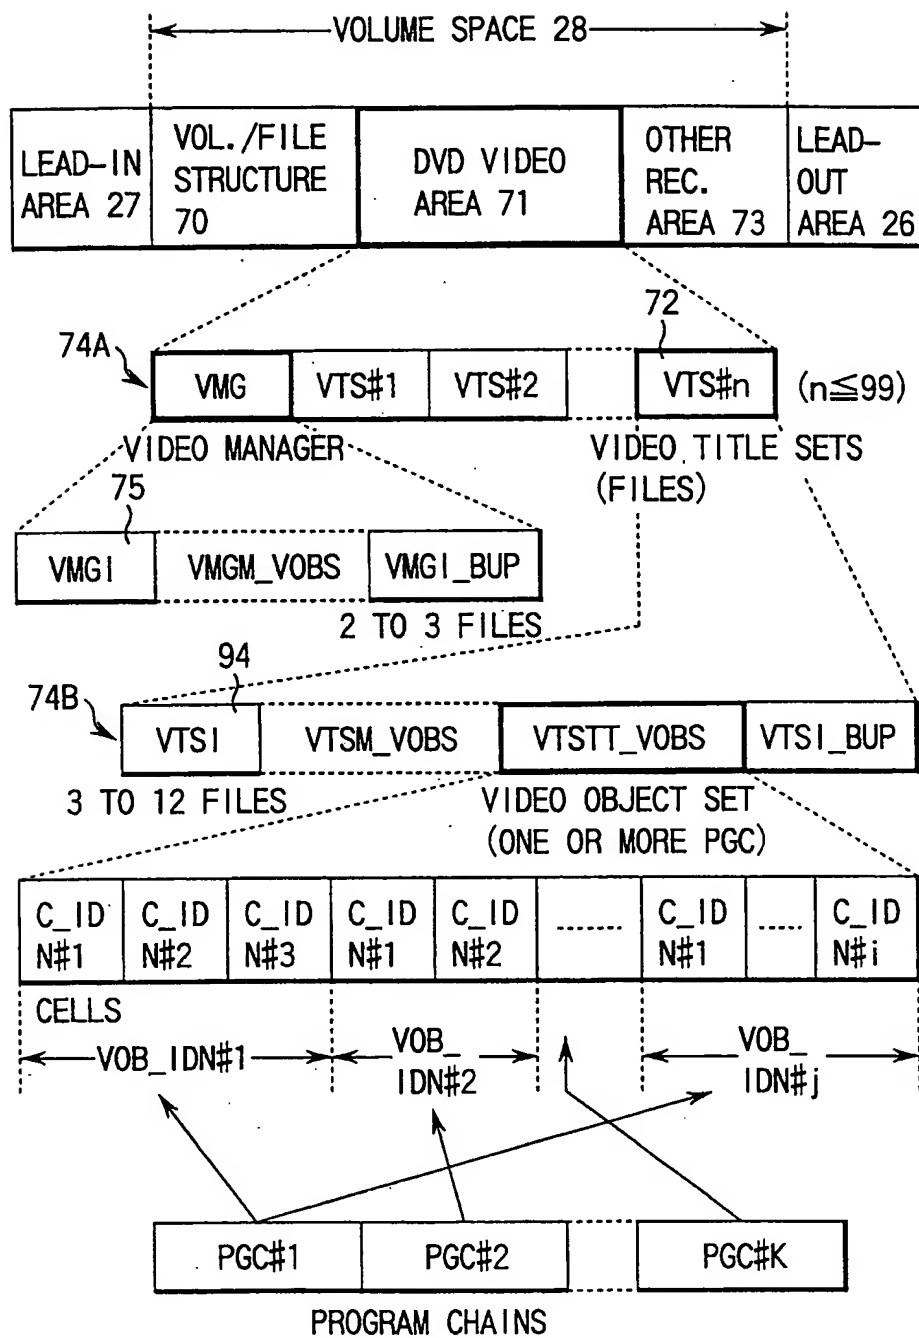 VOLUME SPACE 28
LEAD-IN
AREA 27
VOL./FILE
STRUCTURE
70
DVD VIDEO
AREA 71
OTHER
REC.
AREA 73
LEAD-
OUT
AREA 26
72
74A
VMG
VTS#1
VTS#2
VTS#n
(n≦99)
VIDEO MANAGER
VIDEO TITLE SETS
(FILES)
75
VMGI
VMGM_VOBS
VMGI_BUP
2 TO 3 FILES
94
74B
VTSI
VTSM_VOBS
VTSTT_VOBS
VTSI_BUP
3 TO 12 FILES
VIDEO OBJECT SET
(ONE OR MORE PGC)
C_ID
N#1
C_ID
N#2
C_ID
N#3
C_ID
N#1
C_ID
N#2
C_ID
N#1
C_ID
N#i
CELLS
VOB_IDN#1
VOB_
IDN#2
VOB_
IDN#j
PGC#1
PGC#2
PGC#K
PROGRAM CHAINS